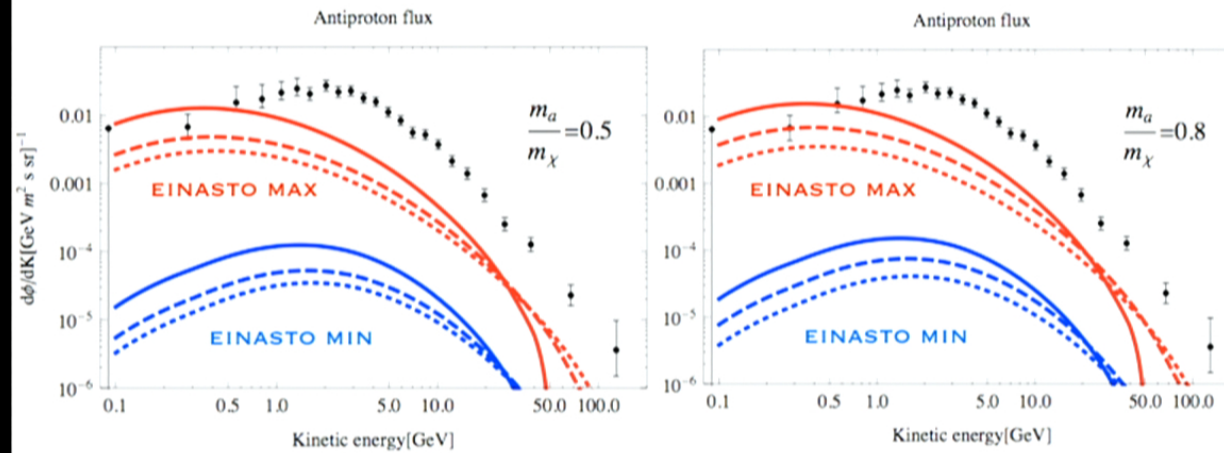 Antiproton flux
dϕ/dK[GeV m² s sr]⁻¹
0.01
0.001
10⁻⁴
10⁻⁵
10⁻⁶
m_a/m_χ=0.5
EINASTO MAX
EINASTO MIN
0.1 0.5 1.0 5.0 10.0 50.0 100.0
Kinetic energy[GeV]
Antiproton flux
0.01
0.001
10⁻⁴
10⁻⁵
10⁻⁶
m_a/m_χ=0.8
EINASTO MAX
EINASTO MIN
0.1 0.5 1.0 5.0 10.0 50.0 100.0
Kinetic energy[GeV]